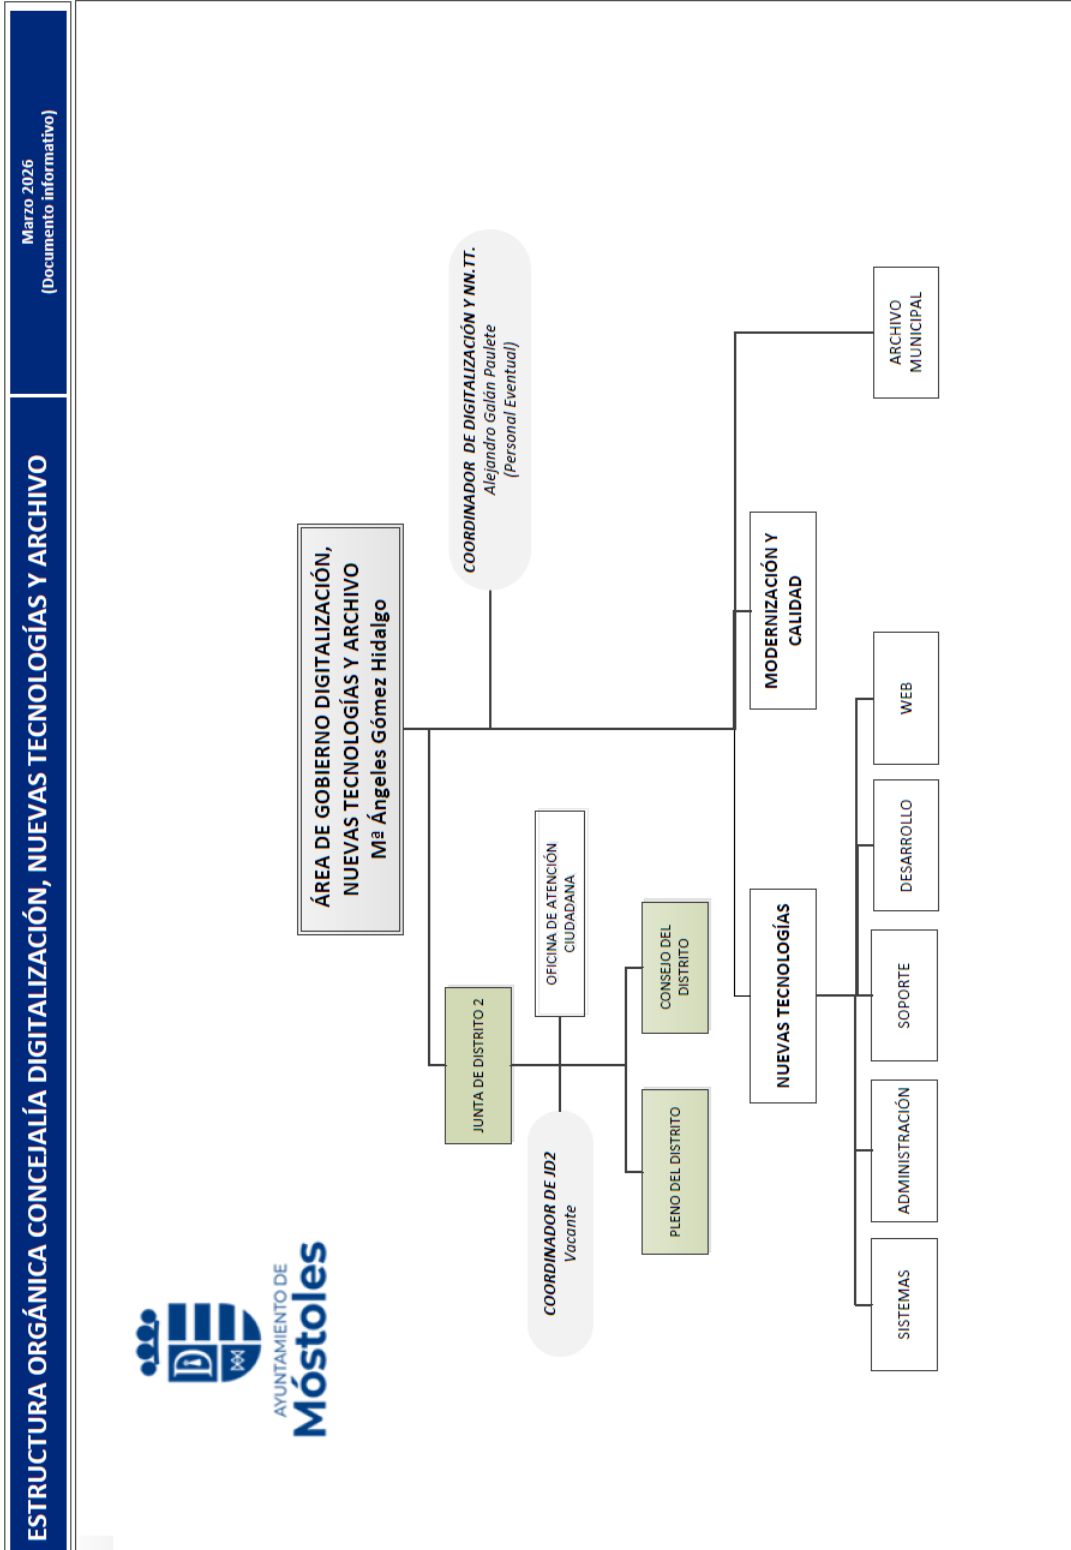 ESTRUCTURA ORGÁNICA CONCEJALÍA DIGITALIZACIÓN, NUEVAS TECNOLOGÍAS Y ARCHIVO
Marzo 2026
(Documento informativo)
AYUNTAMIENTO DE
Móstoles
ÁREA DE GOBIERNO DIGITALIZACIÓN,
NUEVAS TECNOLOGÍAS Y ARCHIVO
Mª Ángeles Gómez Hidalgo
COORDINADOR DE DIGITALIZACIÓN Y NN.TT.
Alejandro Galán Paulete
(Personal Eventual)
JUNTA DE DISTRITO 2
COORDINADOR DE JD2
Vacante
OFICINA DE ATENCIÓN
CIUDADANA
PLENO DEL DISTRITO
CONSEJO DEL
DISTRITO
NUEVAS TECNOLOGÍAS
MODERNIZACIÓN Y
CALIDAD
SISTEMAS
ADMINISTRACIÓN
SOPORTE
DESARROLLO
WEB
ARCHIVO
MUNICIPAL